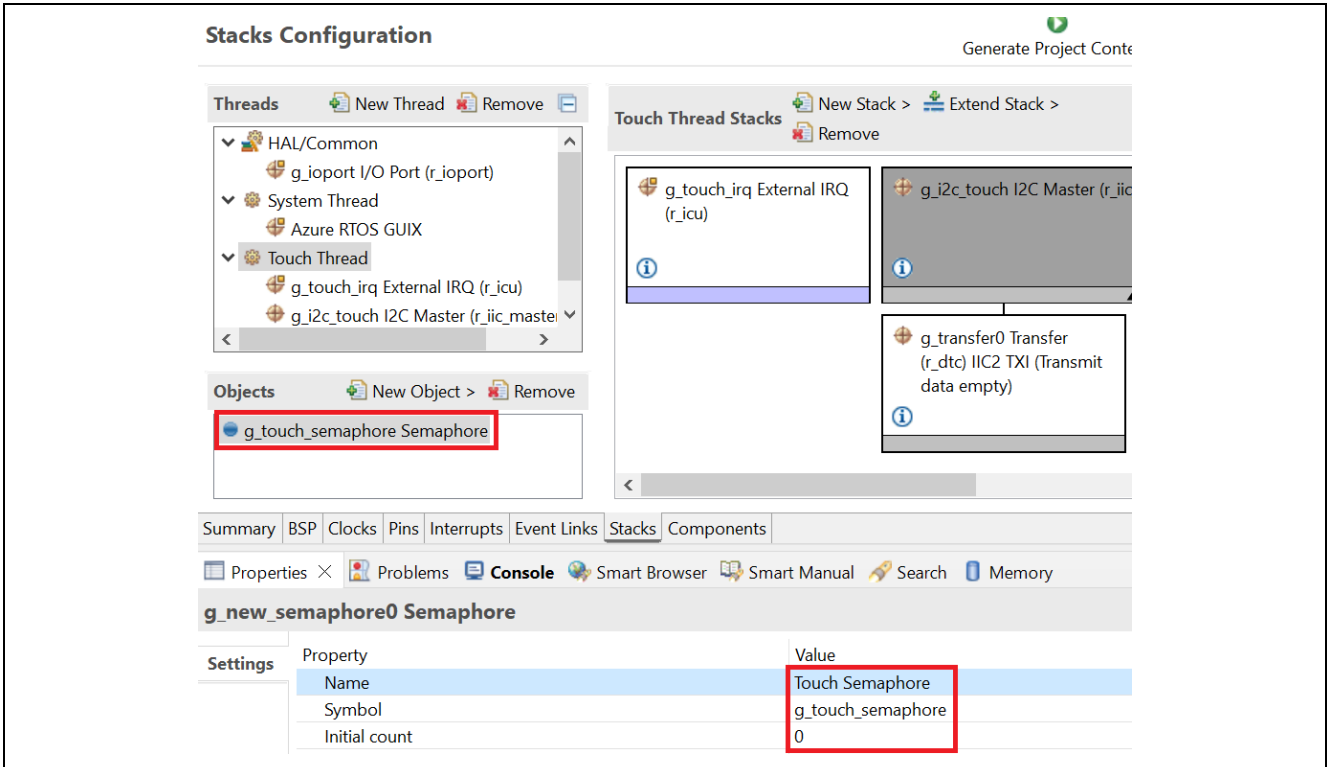 Stacks Configuration
Generate Project Conte
Threads
New Thread
Remove
HAL/Common
g_ioport I/O Port (r_ioport)
System Thread
Azure RTOS GUIX
Touch Thread
g_touch_irq External IRQ (r_icu)
g_i2c_touch I2C Master (r_iic_master
Objects
New Object >
Remove
g_touch_semaphore Semaphore
Touch Thread Stacks
New Stack >
Extend Stack >
Remove
g_touch_irq External IRQ
(r_icu)
g_i2c_touch I2C Master (r_iic
g_transfer0 Transfer
(r_dtc) IIC2 TXI (Transmit
data empty)
Summary BSP Clocks Pins Interrupts Event Links Stacks Components
Properties Problems Console Smart Browser Smart Manual Search Memory
g_new_semaphore0 Semaphore
Settings
Property Value
Name Touch Semaphore
Symbol g_touch_semaphore
Initial count 0